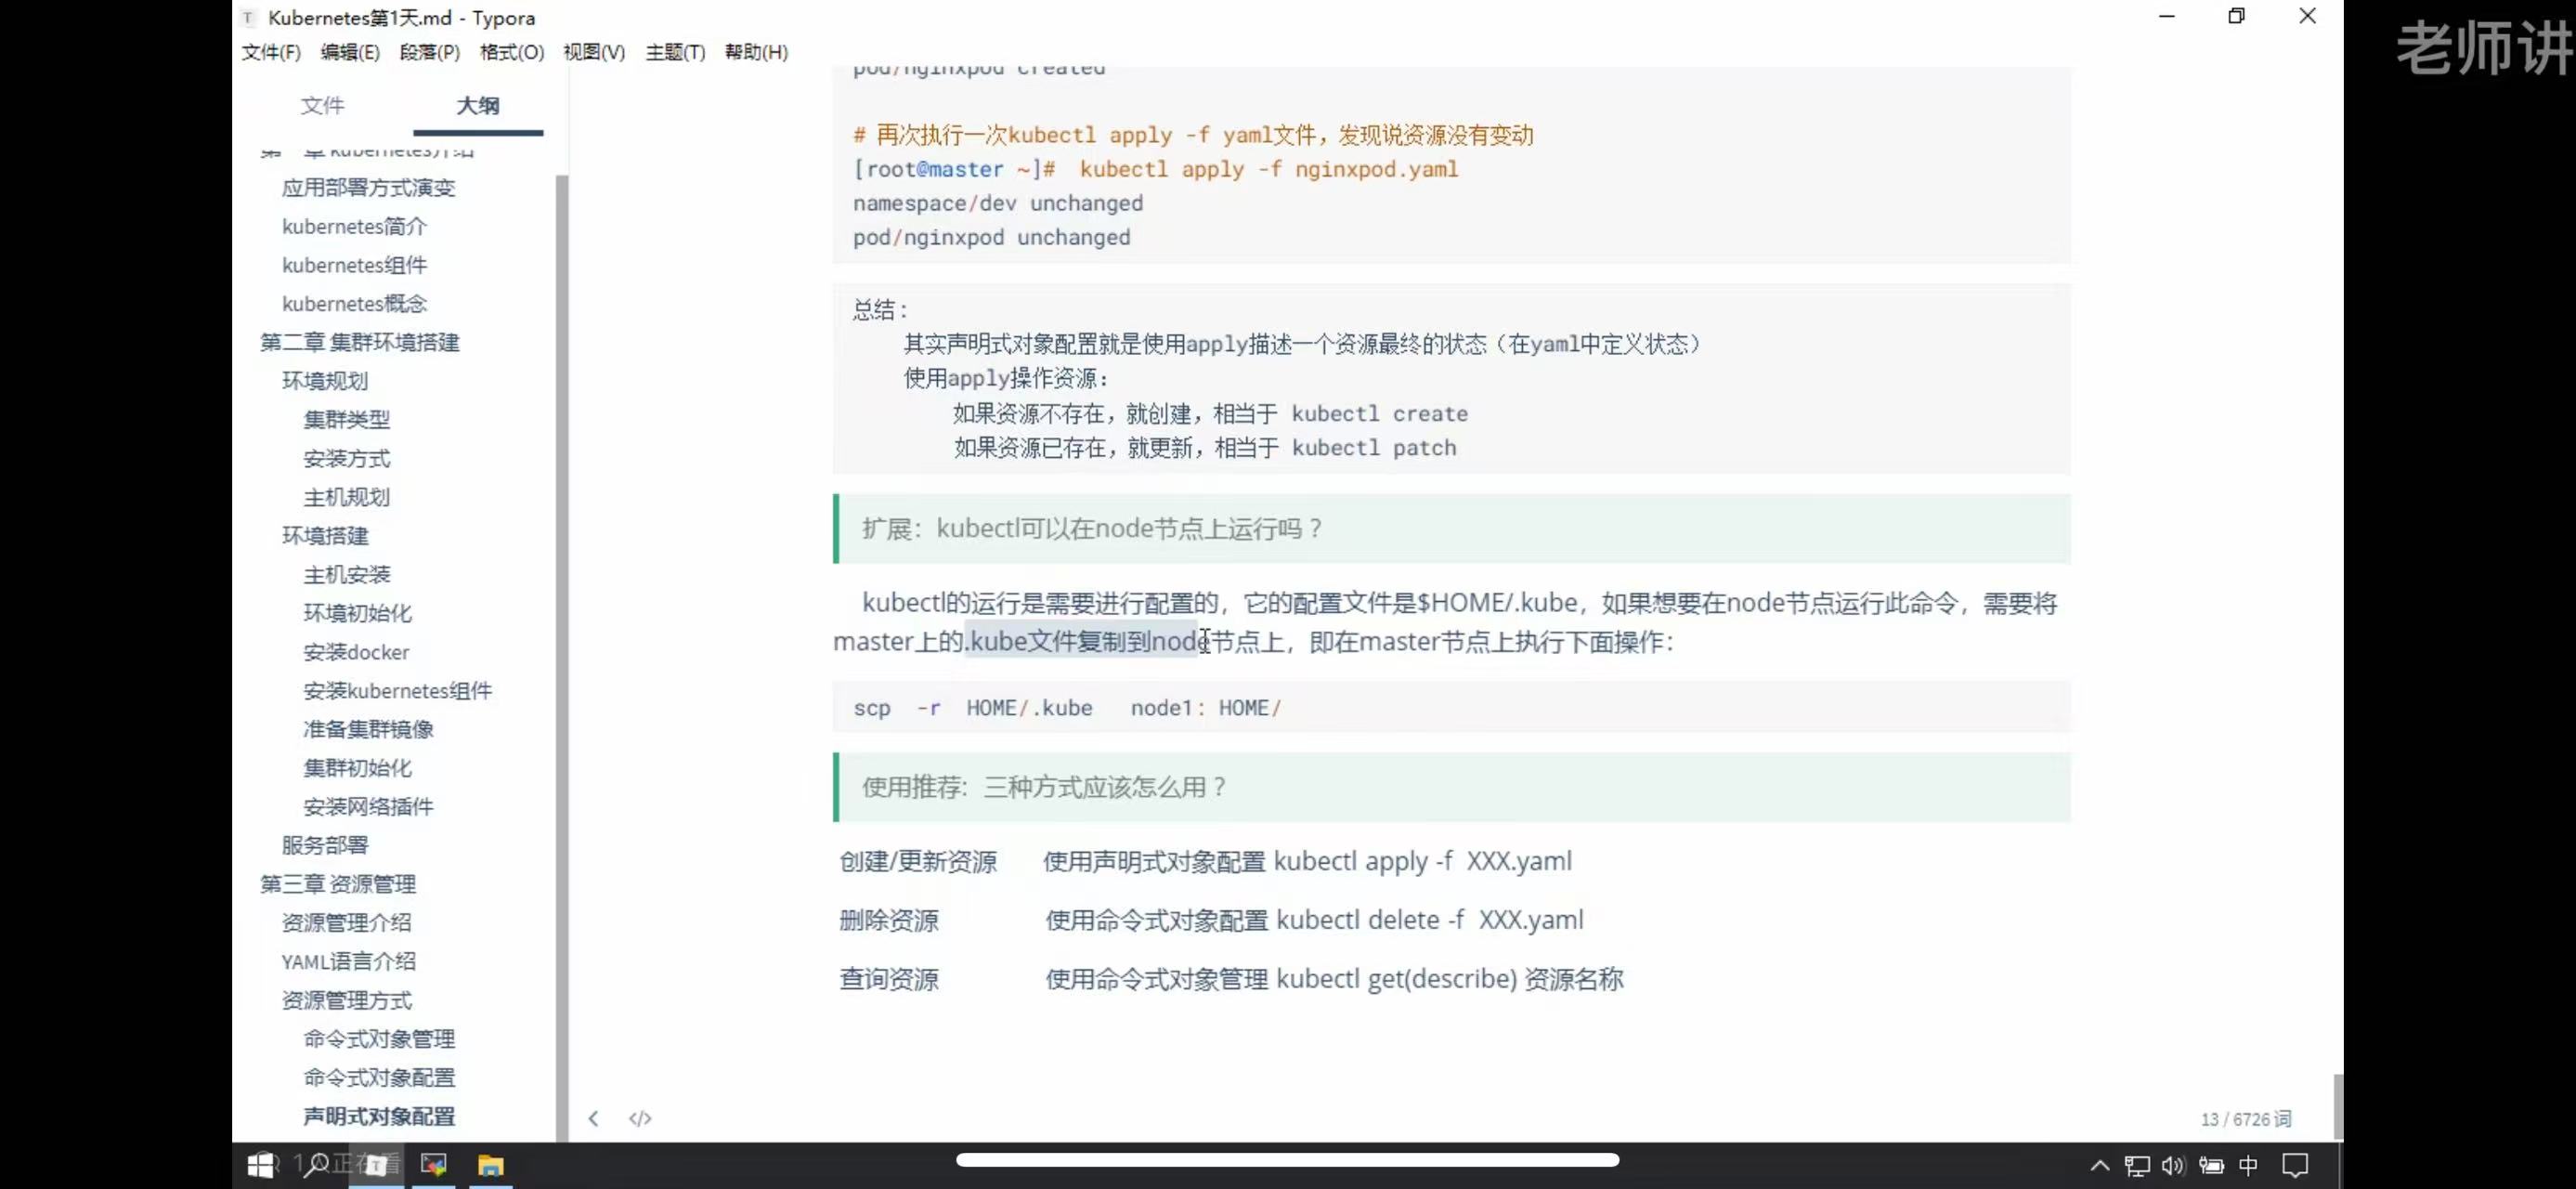 Kubernetes第1天.md - Typora
老师讲
文件(F) 编辑(E) 段落(P) 格式(O) 视图(V) 主题(T) 帮助(H)
文件 大纲
应用部署方式演变
kubernetes简介
kubernetes组件
kubernetes概念
第二章 集群环境搭建
环境规划
集群类型
安装方式
主机规划
环境搭建
主机安装
环境初始化
安装docker
安装kubernetes组件
准备集群镜像
集群初始化
安装网络插件
服务部署
第三章 资源管理
资源管理介绍
YAML语言介绍
资源管理方式
命令式对象管理
命令式对象配置
声明式对象配置
pod/nginxpod created
# 再次执行一次kubectl apply -f yaml文件，发现说资源没有变动
[root@master ~]#  kubectl apply -f nginxpod.yaml
namespace/dev unchanged
pod/nginxpod unchanged
总结：
其实声明式对象配置就是使用apply描述一个资源最终的状态（在yaml中定义状态）
使用apply操作资源：
如果资源不存在，就创建，相当于 kubectl create
如果资源已存在，就更新，相当于 kubectl patch
扩展：kubectl可以在node节点上运行吗？
kubectl的运行是需要进行配置的，它的配置文件是$HOME/.kube，如果想要在node节点运行此命令，需要将
master上的.kube文件复制到node节点上，即在master节点上执行下面操作：
scp  -r  HOME/.kube   node1: HOME/
使用推荐：三种方式应该怎么用？
创建/更新资源 使用声明式对象配置 kubectl apply -f  XXX.yaml
删除资源 使用命令式对象配置 kubectl delete -f  XXX.yaml
查询资源 使用命令式对象管理 kubectl get(describe) 资源名称
13 / 6726 词
中